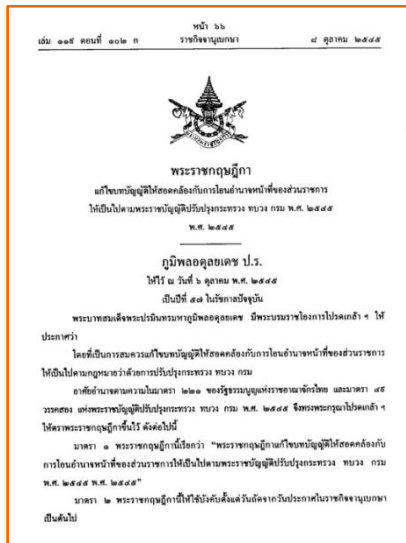 หน้า ๖๖
เล่ม ๑๑๙ ตอนที่ ๑๐๒ ก ราชกิจจานุเบกษา ๘ ตุลาคม ๒๕๔๕
พระราชกฤษฎีกา
แก้ไขบทบัญญัติให้สอดคล้องกับการโอนอำนาจหน้าที่ของส่วนราชการ
ให้เป็นไปตามพระราชบัญญัติปรับปรุงกระทรวง ทบวง กรม พ.ศ. ๒๕๔๕
พ.ศ. ๒๕๔๕
ภูมิพลอดุลยเดช ป.ร.
ให้ไว้ ณ วันที่ ๖ ตุลาคม พ.ศ. ๒๕๔๕
เป็นปีที่ ๕๗ ในรัชกาลปัจจุบัน
พระบาทสมเด็จพระปรมินทรมหาภูมิพลอดุลยเดช มีพระบรมราชโองการโปรดเกล้า ฯ ให้
ประกาศว่า
โดยที่เป็นการสมควรแก้ไขบทบัญญัติให้สอดคล้องกับการโอนอำนาจหน้าที่ของส่วนราชการ
ให้เป็นไปตามกฎหมายว่าด้วยการปรับปรุงกระทรวง ทบวง กรม
อาศัยอำนาจตามความในมาตรา ๒๒๑ ของรัฐธรรมนูญแห่งราชอาณาจักรไทย และมาตรา ๔๙
วรรคสอง แห่งพระราชบัญญัติปรับปรุงกระทรวง ทบวง กรม พ.ศ. ๒๕๔๕ จึงทรงพระกรุณาโปรดเกล้า ฯ
ให้ตราพระราชกฤษฎีกาขึ้นไว้ ดังต่อไปนี้
มาตรา ๑ พระราชกฤษฎีกานี้เรียกว่า “พระราชกฤษฎีกาแก้ไขบทบัญญัติให้สอดคล้องกับ
การโอนอำนาจหน้าที่ของส่วนราชการให้เป็นไปตามพระราชบัญญัติปรับปรุงกระทรวง ทบวง กรม
พ.ศ. ๒๕๔๕ พ.ศ. ๒๕๔๕”
มาตรา ๒ พระราชกฤษฎีกานี้ให้ใช้บังคับตั้งแต่วันถัดจากวันประกาศในราชกิจจานุเบกษา
เป็นต้นไป